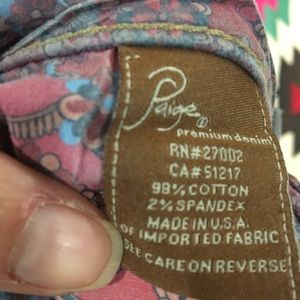 Paige
premium denim
RN#27002
CA#51217
98% COTTON
2% SPANDEX
MADE IN U.S.A.
OF IMPORTED FABRIC
SEE CARE ON REVERSE